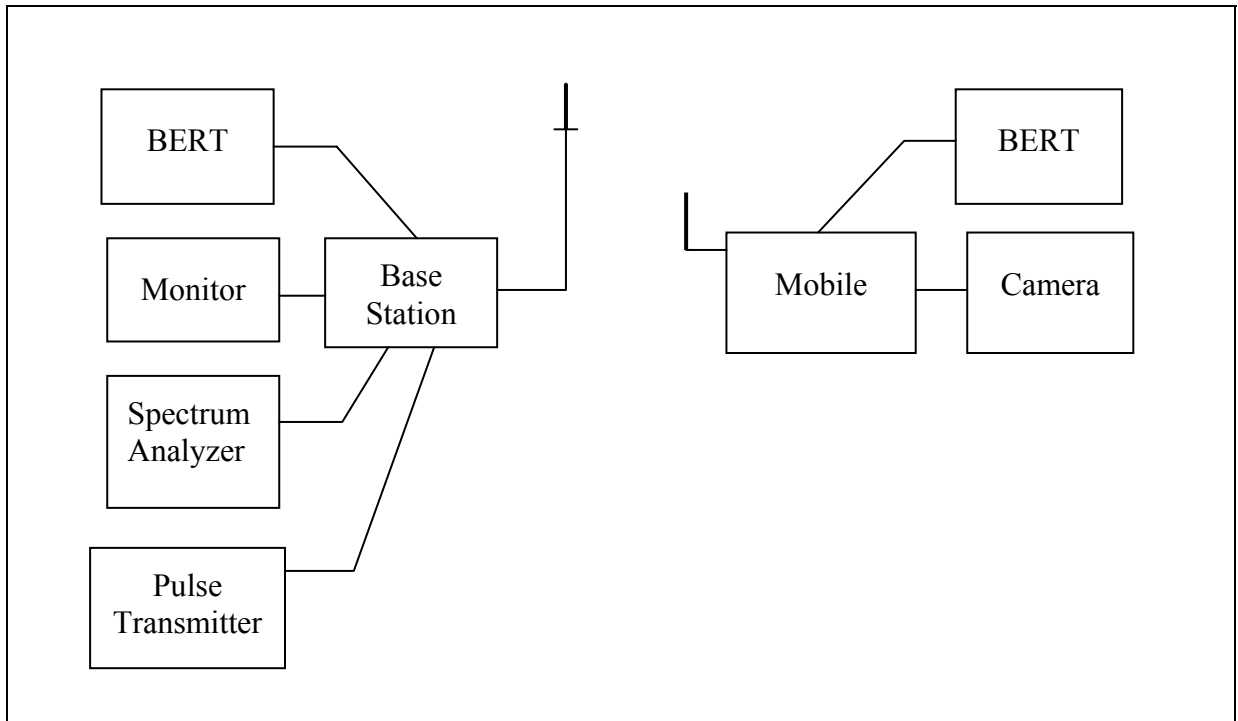 BERT
Monitor
Base
Station
Spectrum
Analyzer
Pulse
Transmitter
BERT
Mobile
Camera